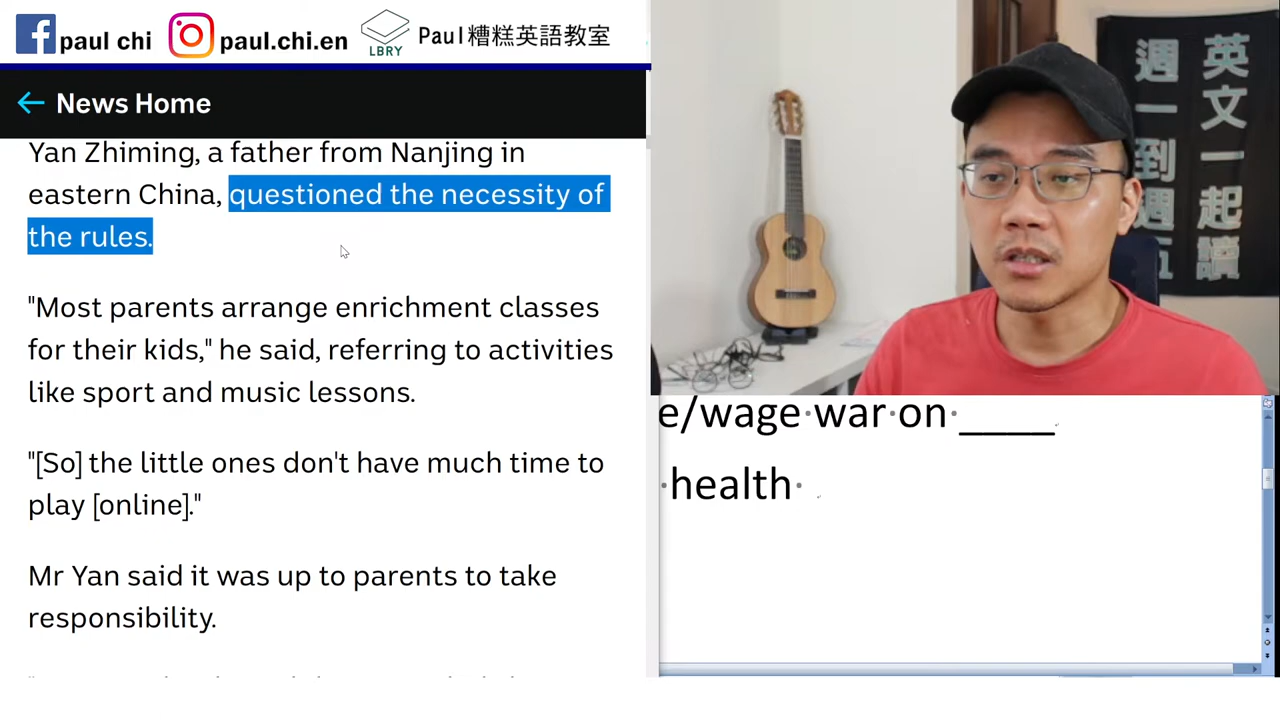 paul chi
paul.chi.en
LBRY
Paul糟糕英語教室
← News Home
Yan Zhiming, a father from Nanjing in
eastern China, questioned the necessity of
the rules.
"Most parents arrange enrichment classes
for their kids," he said, referring to activities
like sport and music lessons.
"[So] the little ones don't have much time to
play [online]."
Mr Yan said it was up to parents to take
responsibility.
英文一起讀
週一到週五
e/wage war on ____
health